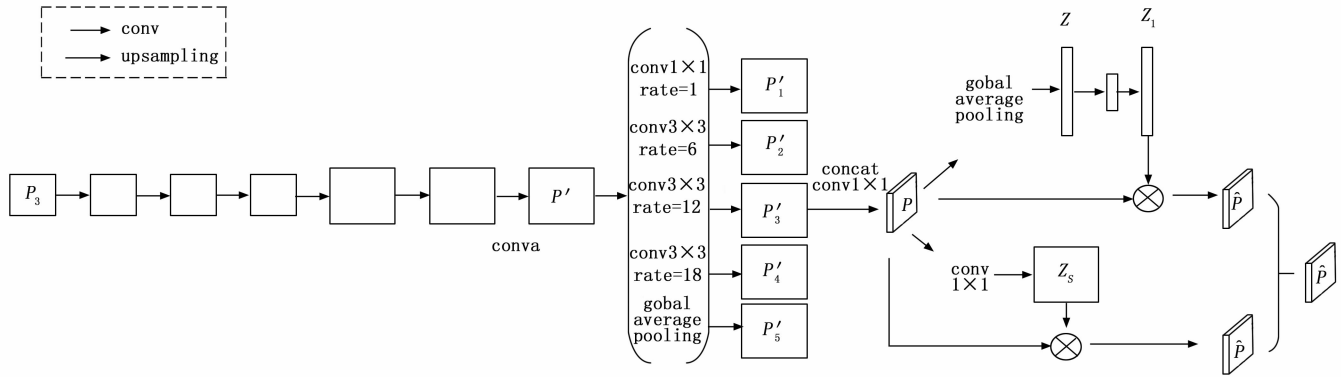 conv
upsampling
P₃
P′
conva
conv1×1
rate=1
conv3×3
rate=6
conv3×3
rate=12
conv3×3
rate=18
gobal
average
pooling
P′₁
P′₂
P′₃
P′₄
P′₅
concat
conv1×1
P
gobal
average
pooling
Z
Z₁
conv
1×1
Z_S
P̂
P̂
P̂